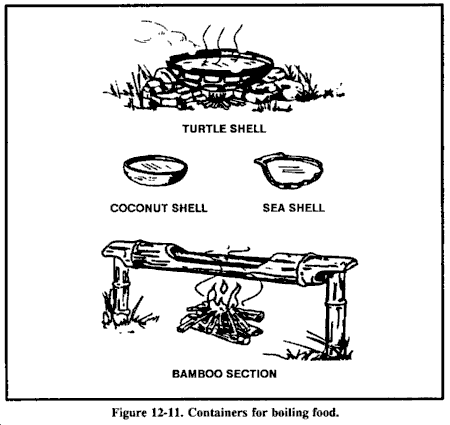 TURTLE SHELL
COCONUT SHELL SEA SHELL
BAMBOO SECTION
Figure 12-11. Containers for boiling food.